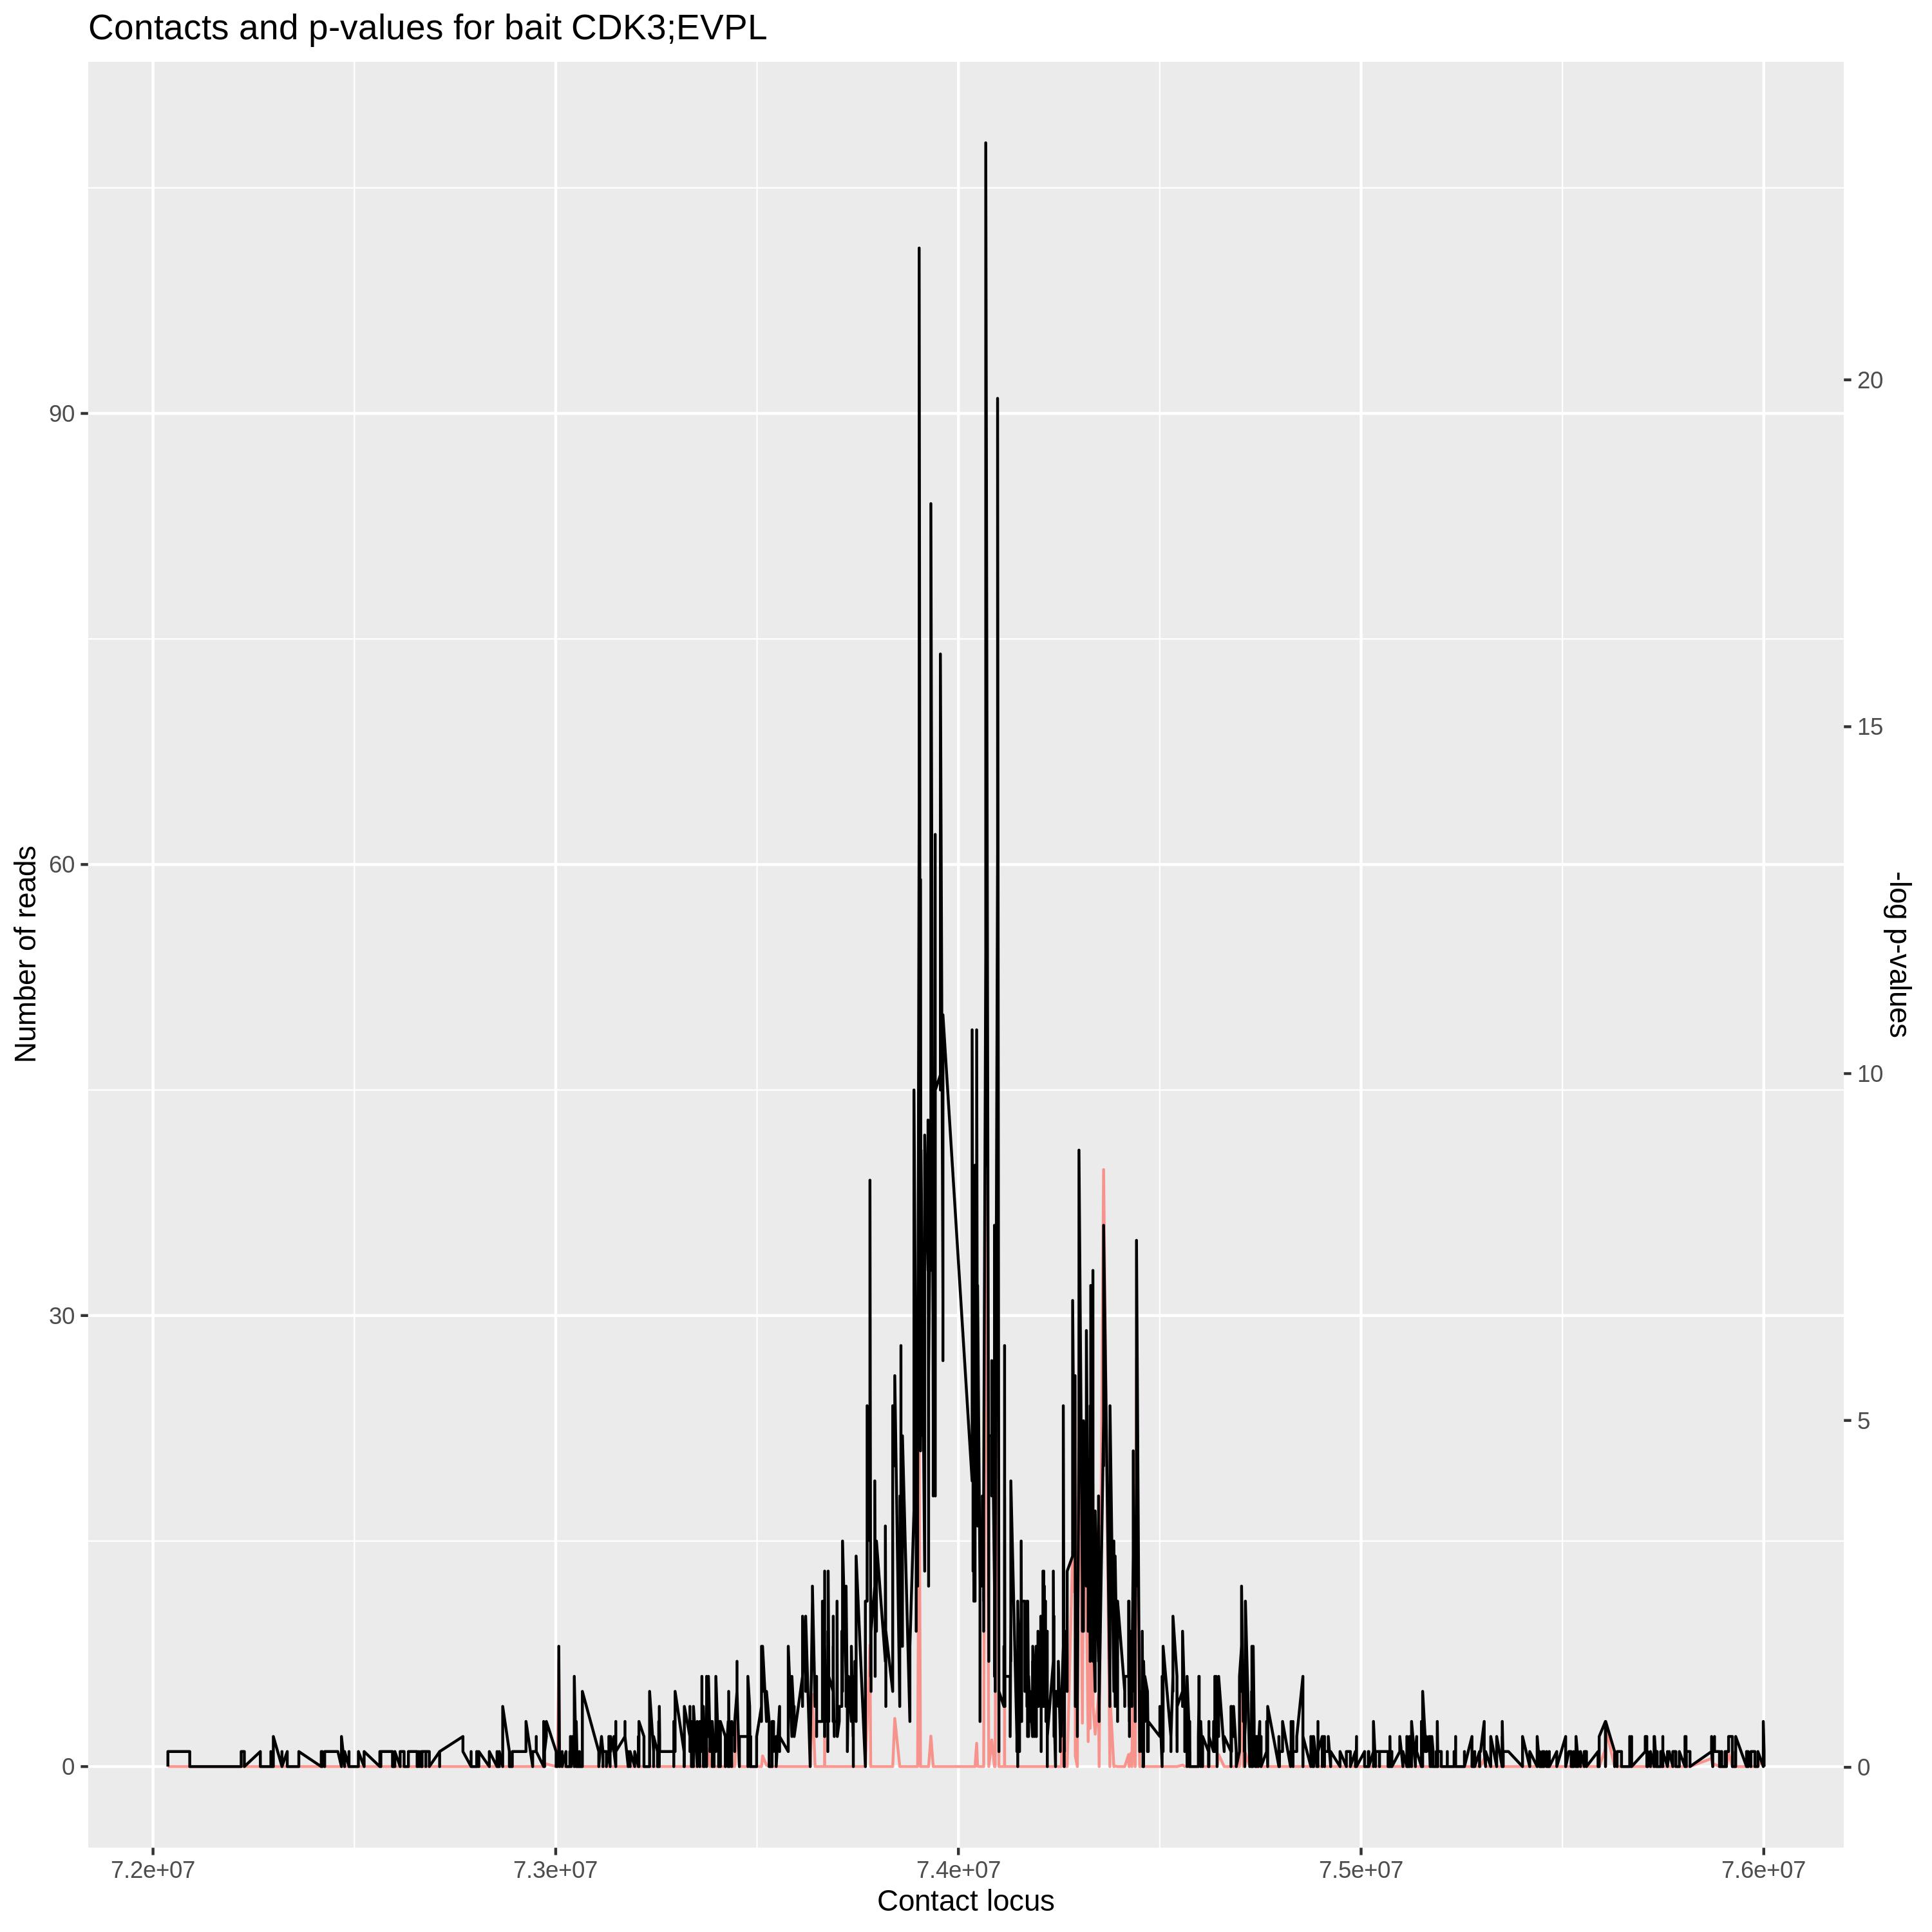 Contacts and p-values for bait CDK3;EVPL
Number of reads
90
60
30
0
20
15
10
5
0
-log p-values
7.2e+07
7.3e+07
7.4e+07
7.5e+07
7.6e+07
Contact locus